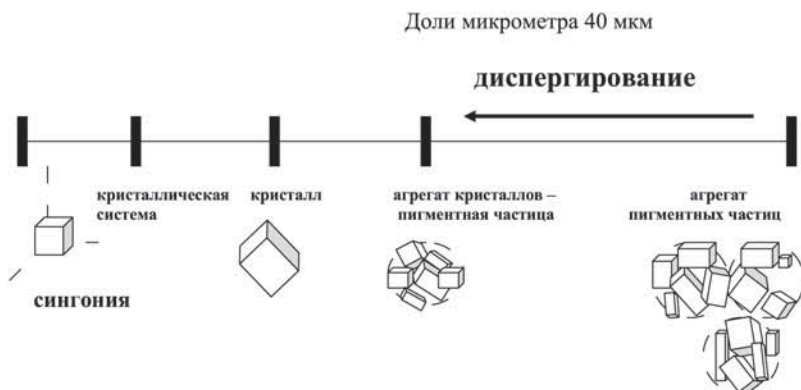 Доли микрометра 40 мкм
диспергирование
кристаллическая
система
кристалл
агрегат кристаллов –
пигментная частица
агрегат
пигментных частиц
сингония